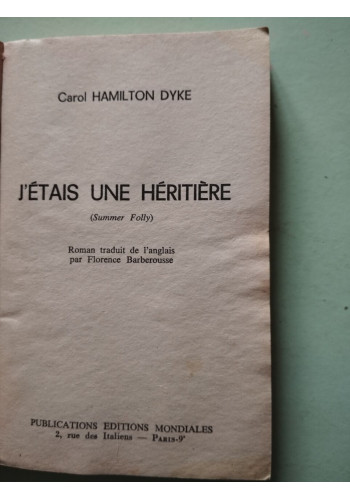 Carol HAMILTON DYKE
J'ÉTAIS UNE HÉRITIÈRE
(Summer Folly)
Roman traduit de l'anglais
par Florence Barberousse
PUBLICATIONS EDITIONS MONDIALES
2, rue des Italiens — PARIS-9e